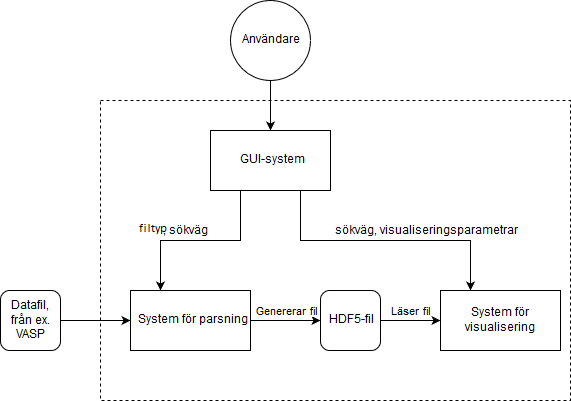 Användare
GUI-system
filtyp, sökväg
sökväg, visualiseringsparametrar
Datafil,
från ex.
VASP
System för parsning
Genererar fil
HDF5-fil
Läser fil
System för
visualisering